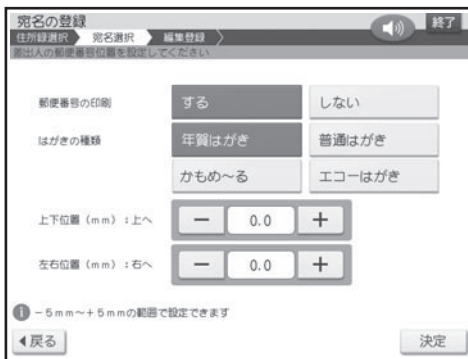 宛名の登録
終了
住所録選択 宛名選択 編集登録
差出人の郵便番号位置を設定してください
郵便番号の印刷 する しない
はがきの種類 年賀はがき 普通はがき
かもめ〜る エコーはがき
上下位置(mm):上へ － 0.0 ＋
左右位置(mm):右へ － 0.0 ＋
i －5mm〜＋5mmの範囲で設定できます
戻る 決定